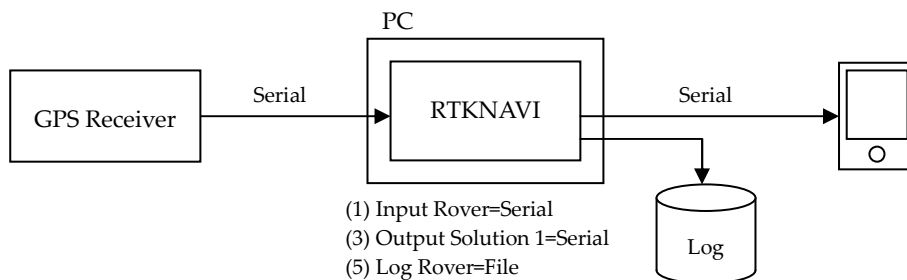 PC
Serial
Serial
GPS Receiver
RTKNAVI
(1) Input Rover=Serial
(3) Output Solution 1=Serial
(5) Log Rover=File
Log